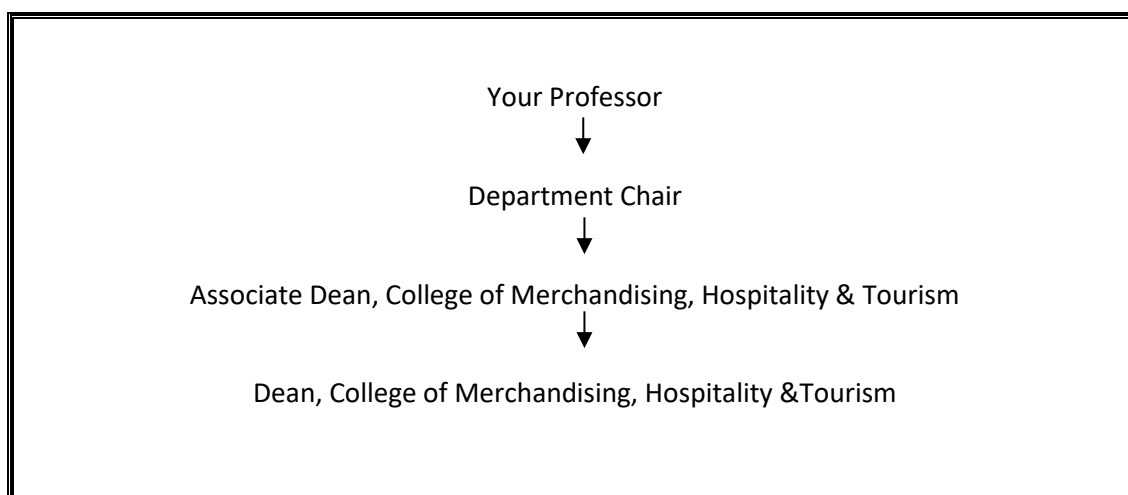 Your Professor
Department Chair
Associate Dean, College of Merchandising, Hospitality & Tourism
Dean, College of Merchandising, Hospitality &Tourism